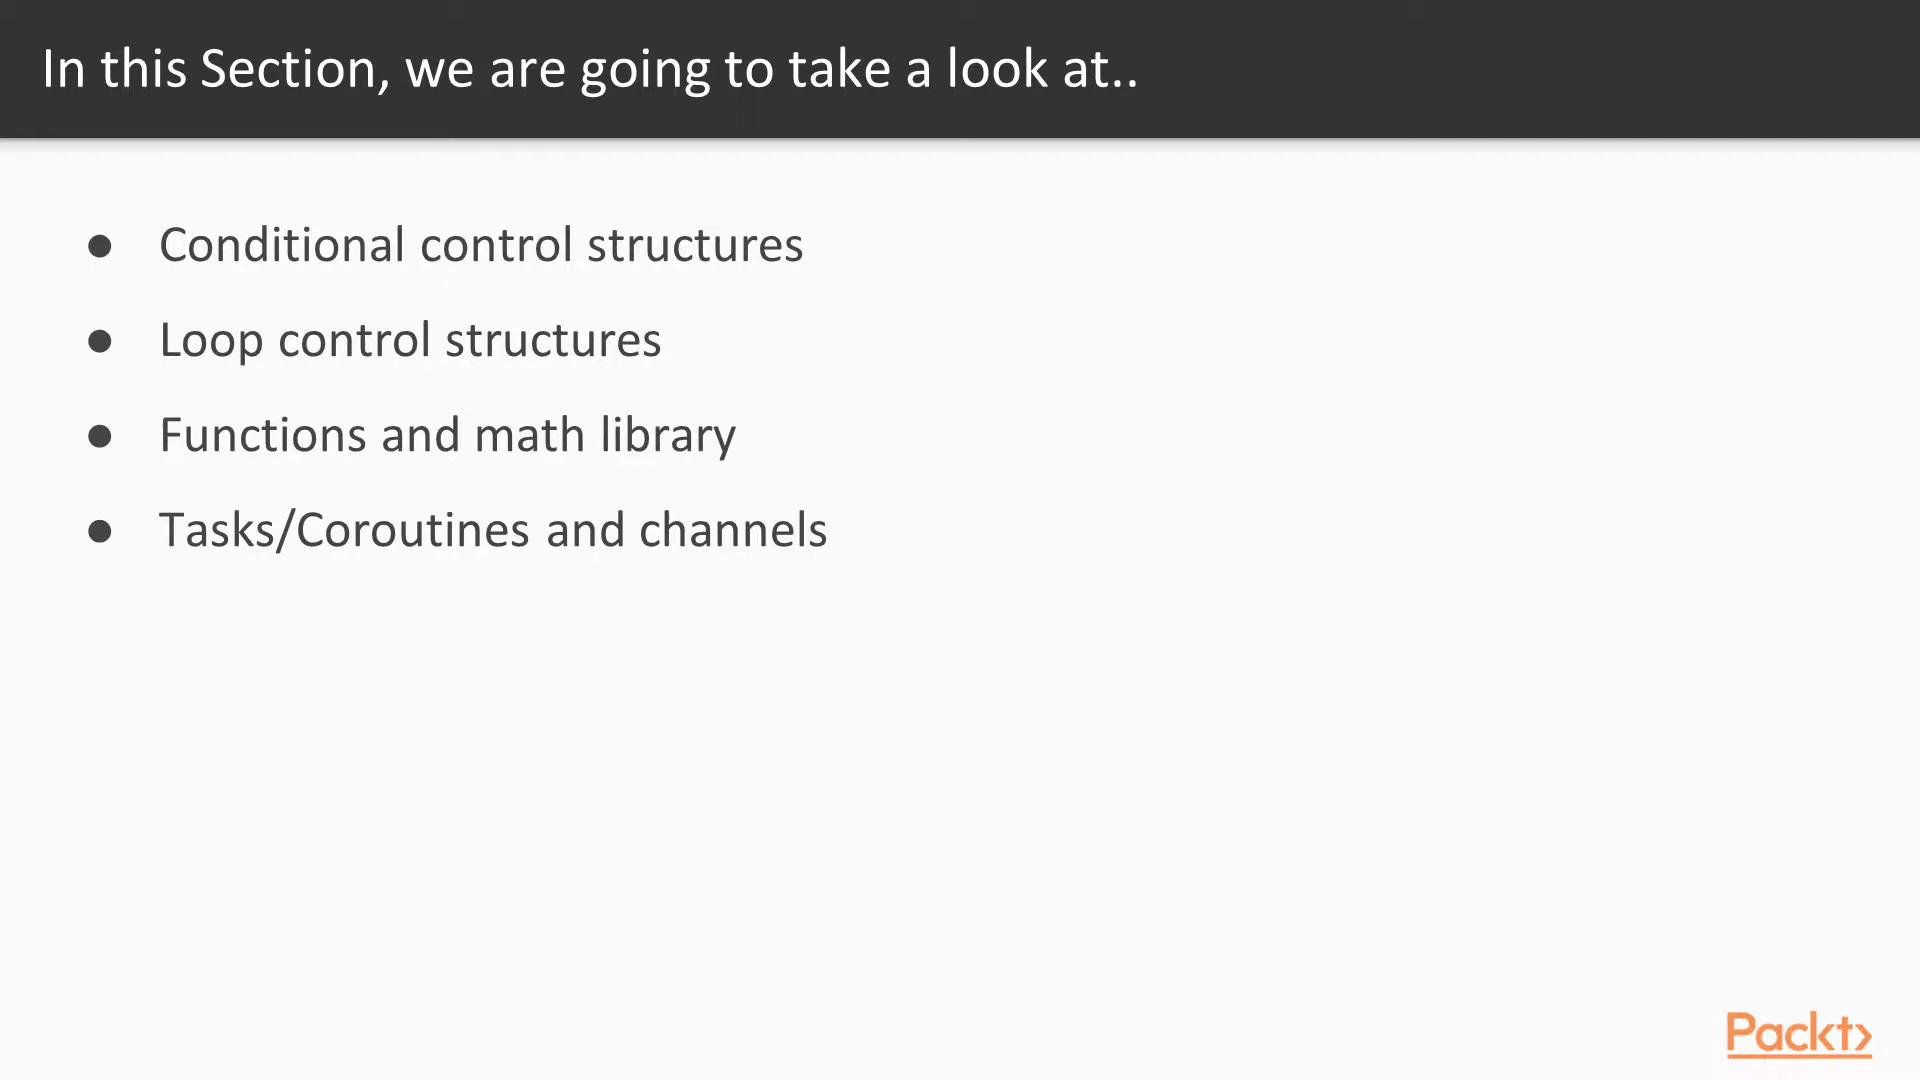 In this Section, we are going to take a look at..
● Conditional control structures
● Loop control structures
● Functions and math library
● Tasks/Coroutines and channels
Packt>